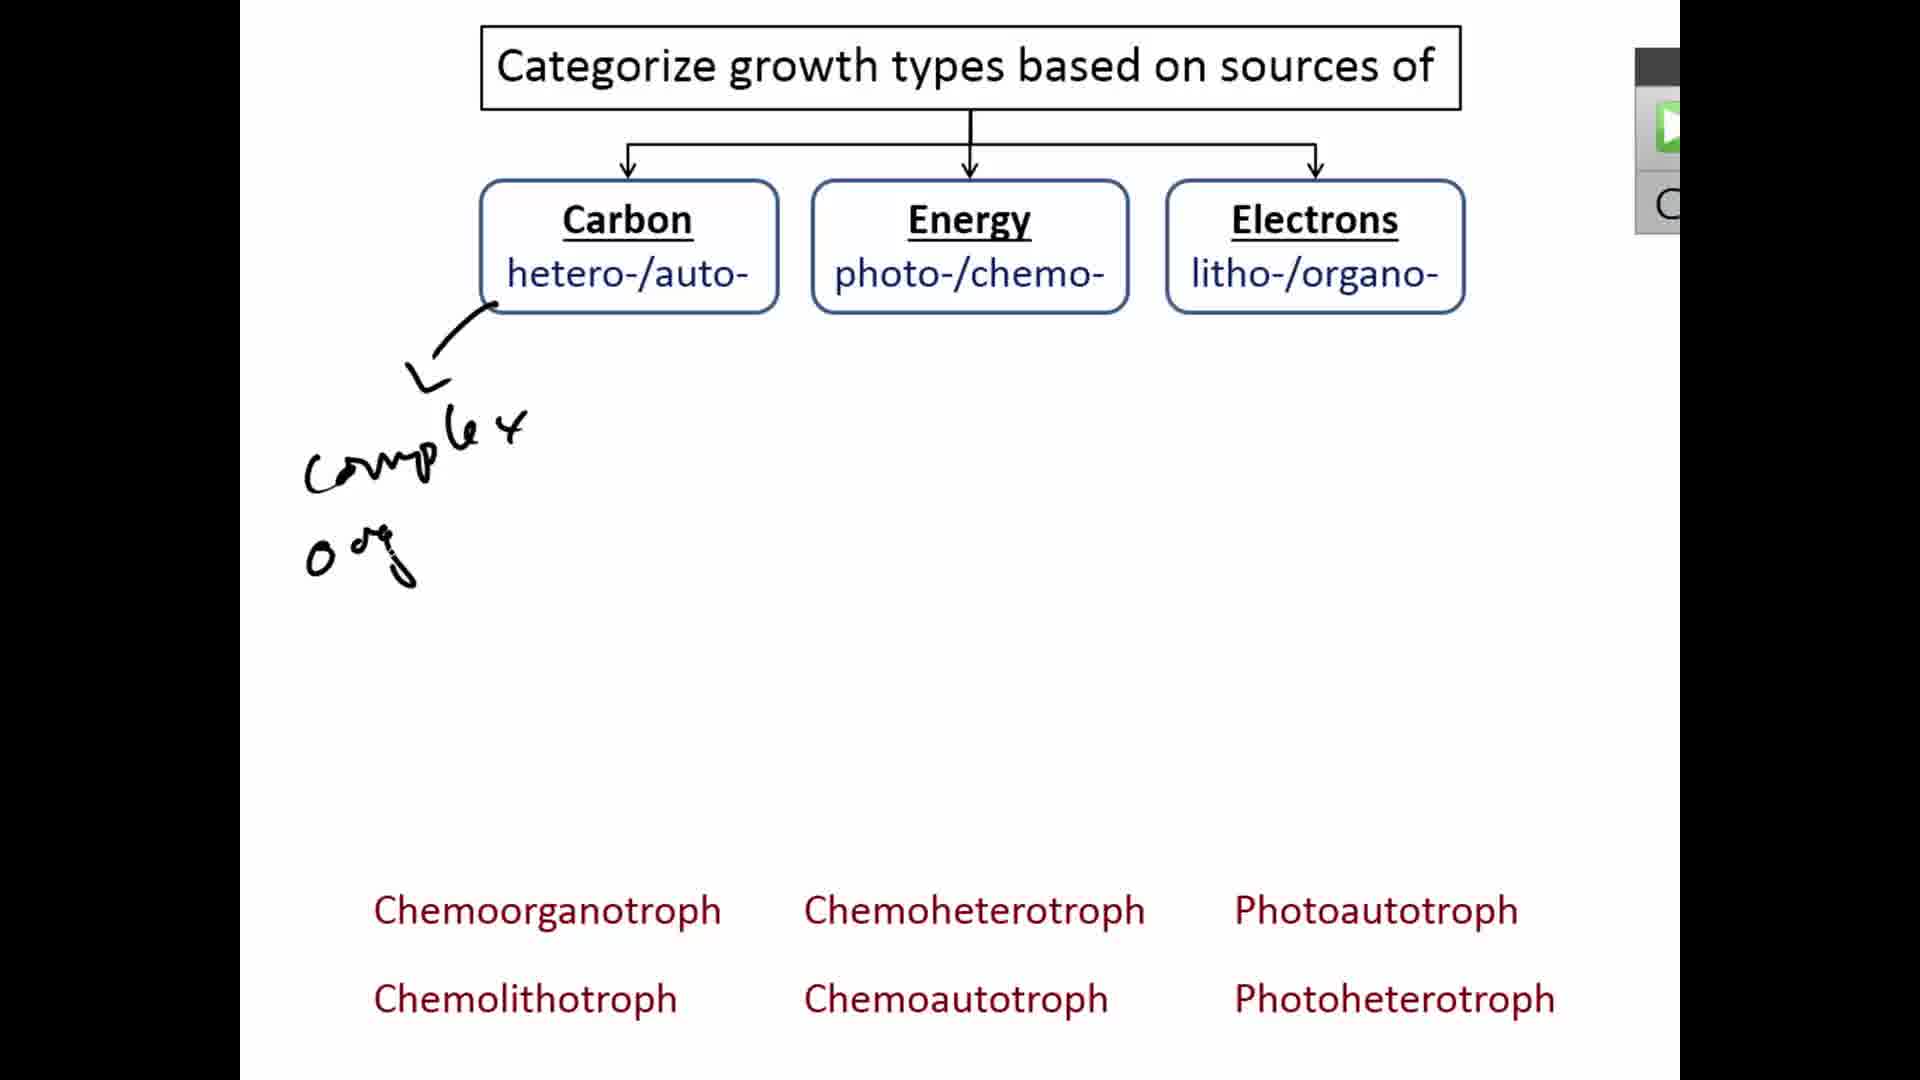 Categorize growth types based on sources of
Carbon
hetero-/auto-
Energy
photo-/chemo-
Electrons
litho-/organo-
Complex
org
Chemoorganotroph
Chemoheterotroph
Photoautotroph
Chemolithotroph
Chemoautotroph
Photoheterotroph